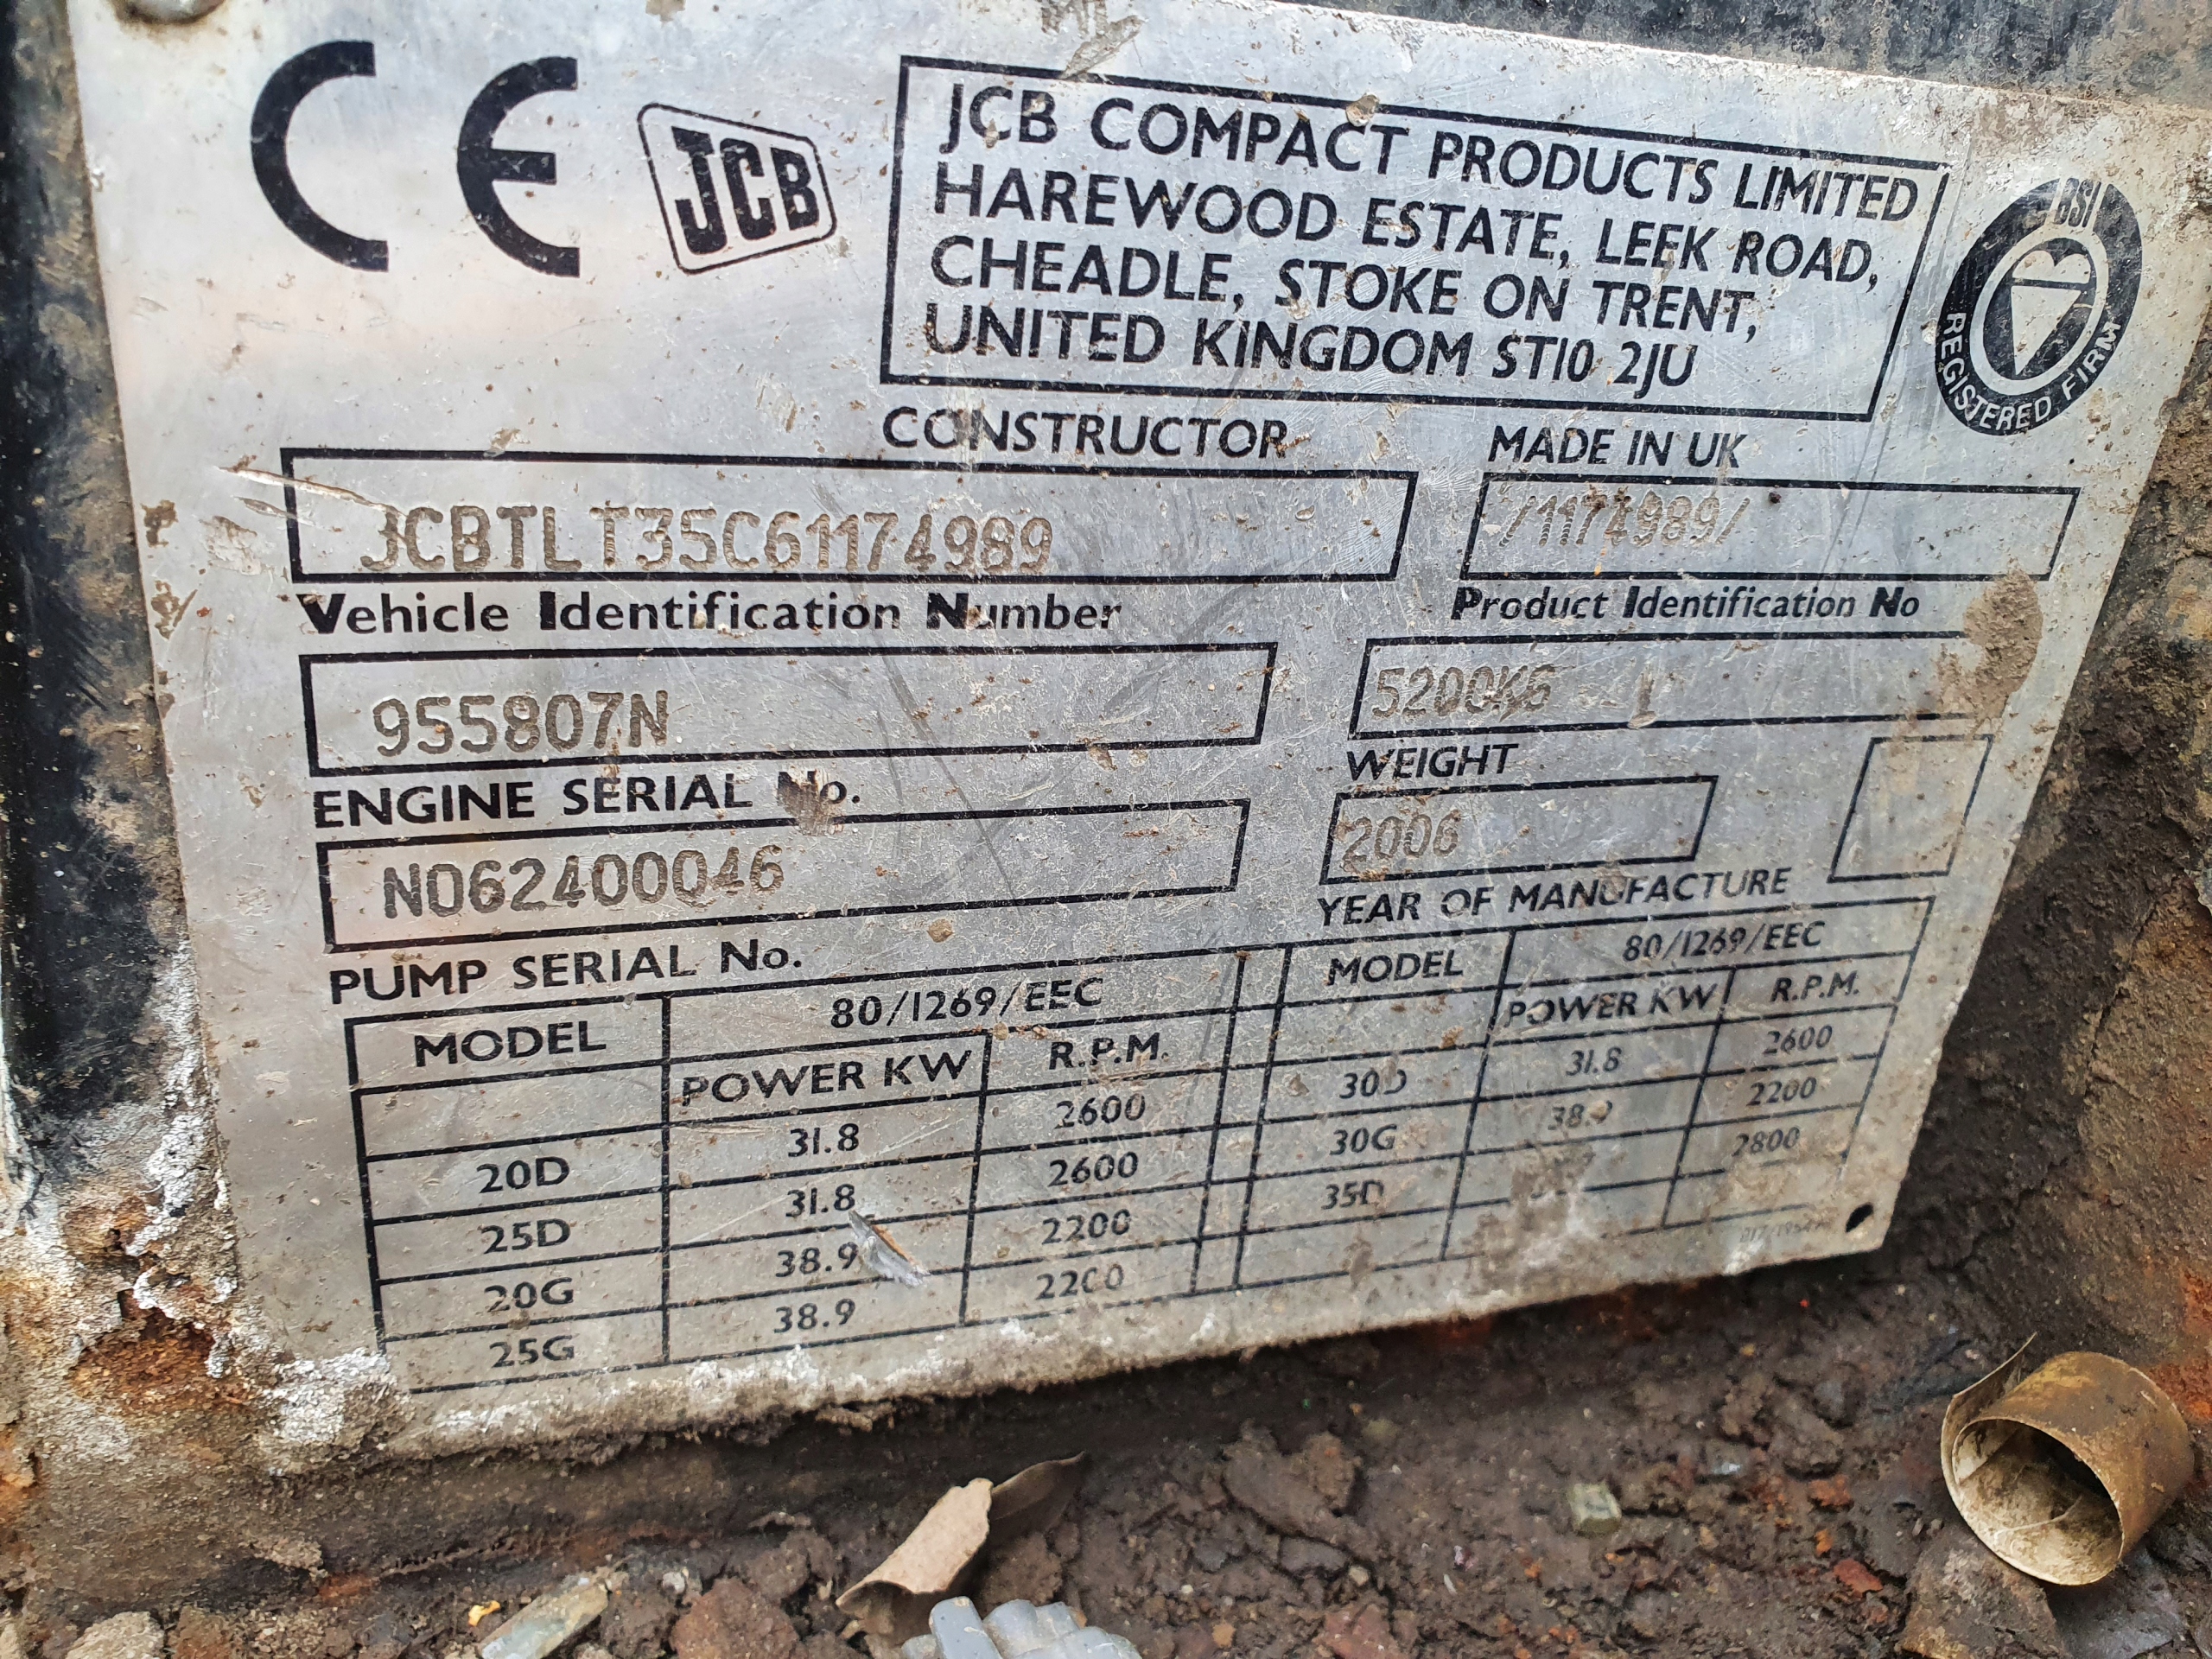 CE
JCB
JCB COMPACT PRODUCTS LIMITED
HAREWOOD ESTATE, LEEK ROAD,
CHEADLE, STOKE ON TRENT,
UNITED KINGDOM ST10 2JU
BSI
REGISTERED FIRM
CONSTRUCTOR MADE IN UK
JCBTLT35C61174989 /1174989/
Vehicle Identification Number Product Identification No
955807N 5200KG
ENGINE SERIAL No. WEIGHT
N062400046 2006
PUMP SERIAL No. YEAR OF MANUFACTURE
MODEL 80/1269/EEC MODEL 80/1269/EEC
POWER KW R.P.M. POWER KW R.P.M.
20D 31.8 2600 30D 31.8 2600
25D 31.8 2600 30G 38.9 2200
20G 38.9 2200 35D 2800
25G 38.9 2200